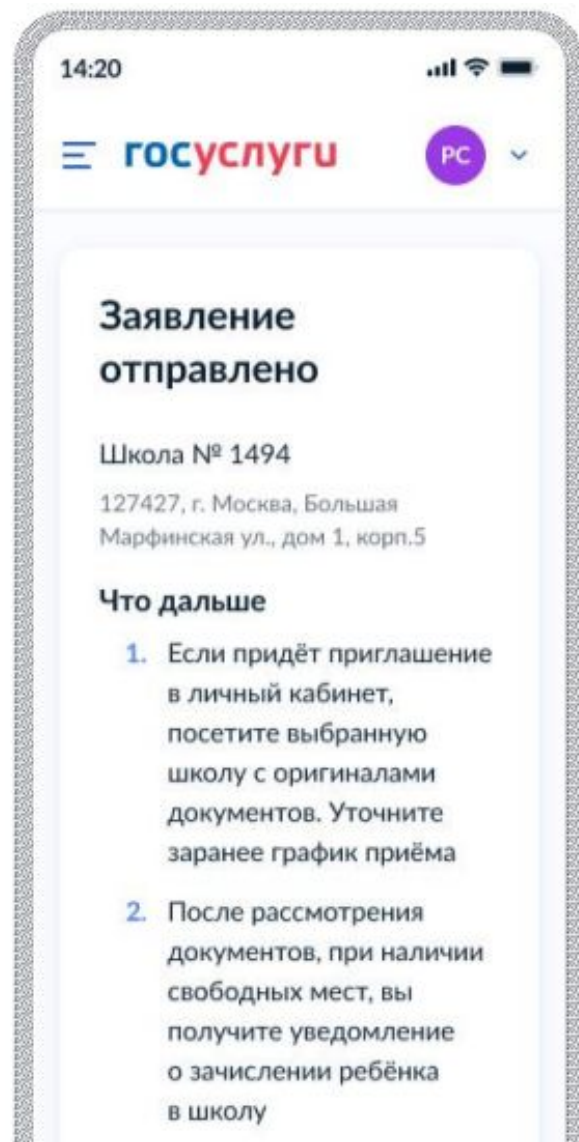 14:20
госуслуги
РС
Заявление
отправлено
Школа № 1494
127427, г. Москва, Большая
Марфинская ул., дом 1, корп.5
Что дальше
1. Если придёт приглашение
в личный кабинет,
посетите выбранную
школу с оригиналами
документов. Уточните
заранее график приёма
2. После рассмотрения
документов, при наличии
свободных мест, вы
получите уведомление
о зачислении ребёнка
в школу